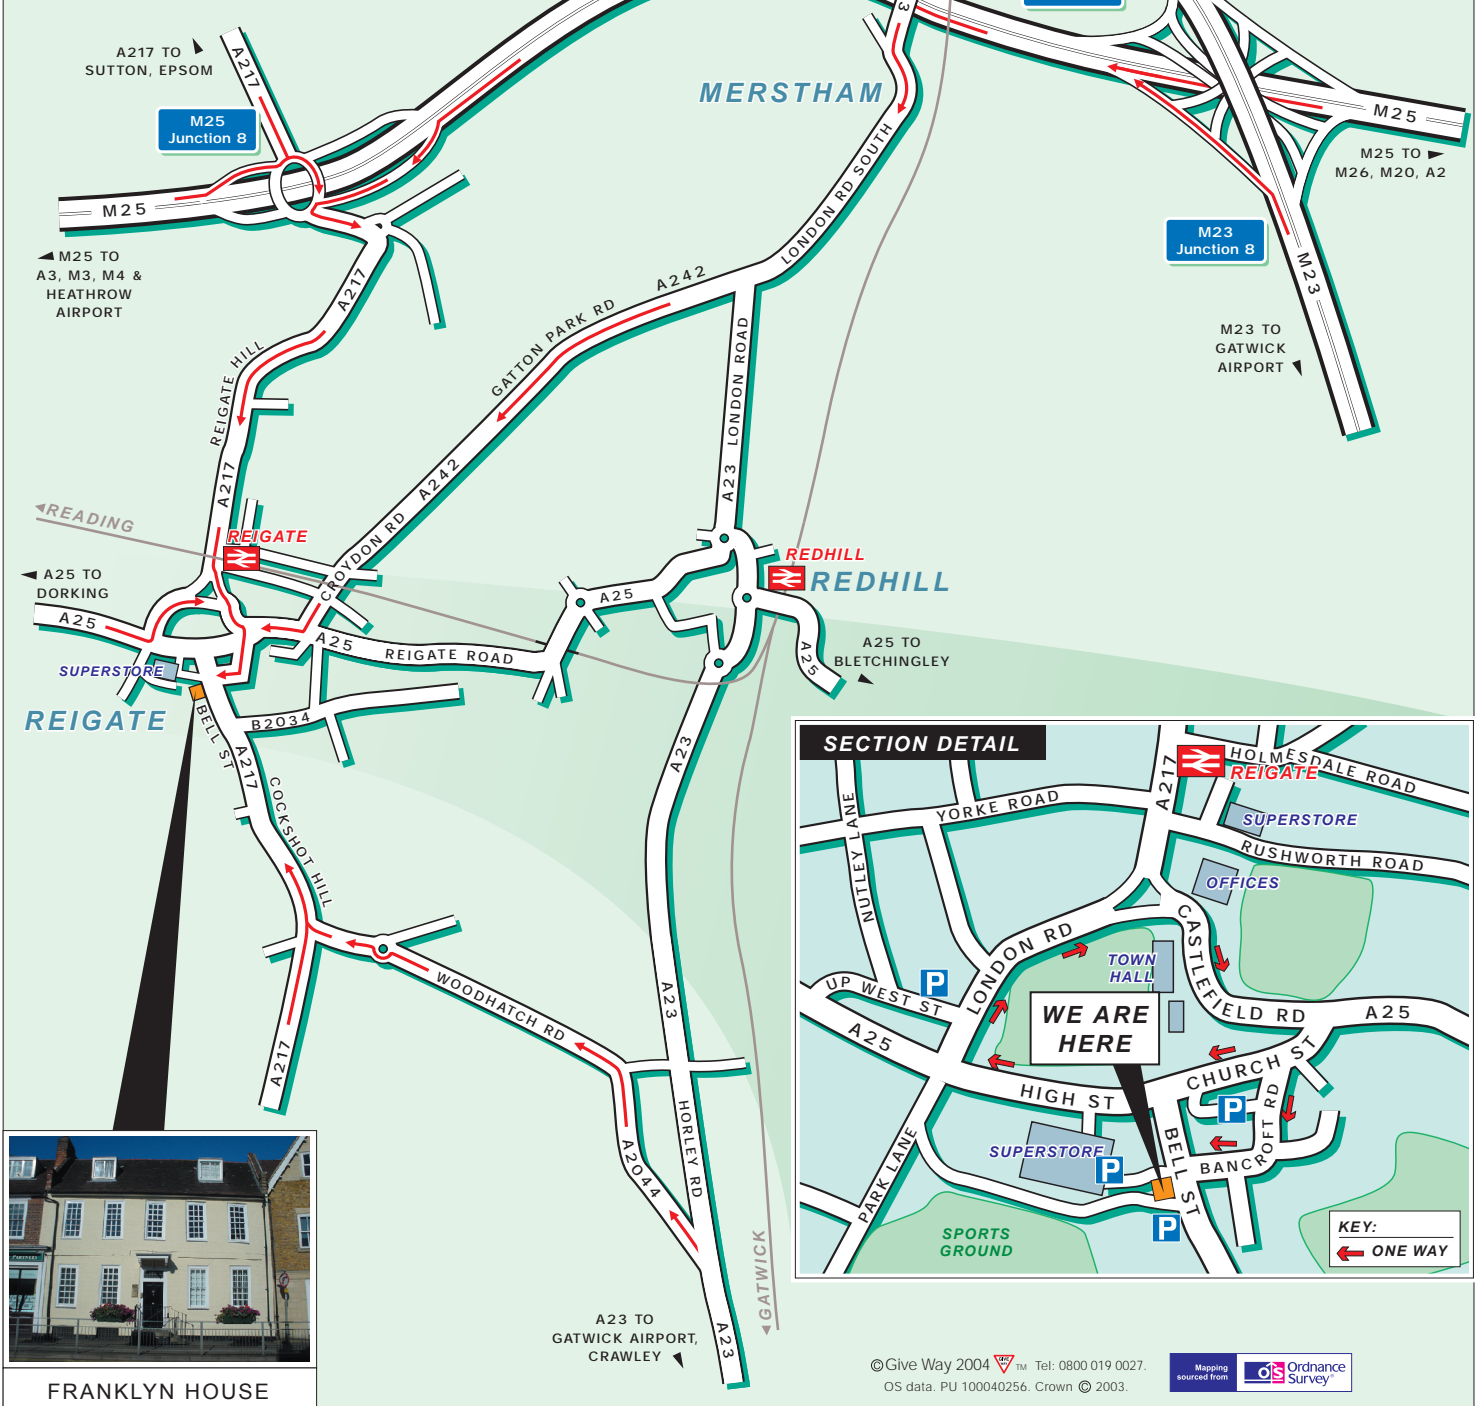 A217 TO
SUTTON, EPSOM
A217
M25
Junction 8
M25
M25 TO
A3, M3, M4 &
HEATHROW
AIRPORT
A217
REIGATE HILL
A217
MERSTHAM
3
LONDON RD SOUTH
A242
GATTON PARK RD
A242
CROYDON RD
LONDON ROAD
A23
M25
M25 TO
M26, M20, A2
M23
Junction 8
M23
M23 TO
GATWICK
AIRPORT
READING
REIGATE
A25 TO
DORKING
A25
SUPERSTORE
REIGATE
A25
REIGATE ROAD
A25
REDHILL
REDHILL
A25
A25 TO
BLETCHINGLEY
BELL ST
B2034
A217
COCKSHOT HILL
A23
WOODHATCH RD
A23
A217
HORLEY RD
A2044
A23
GATWICK
A23 TO
GATWICK AIRPORT,
CRAWLEY
SECTION DETAIL
A217
HOLMESDALE ROAD
REIGATE
NUTLEY LANE
YORKE ROAD
SUPERSTORE
RUSHWORTH ROAD
OFFICES
LONDON RD
CASTLEFIELD RD
TOWN
HALL
P
UP WEST ST
A25
A25
WE ARE
HERE
HIGH ST
CHURCH ST
P
BANCROFT RD
BELL ST
SUPERSTORE
P
PARK LANE
P
SPORTS
GROUND
KEY:
ONE WAY
PARTNERS
FRANKLYN HOUSE
© Give Way 2004 GIVE WAY TM Tel: 0800 019 0027.
OS data. PU 100040256. Crown © 2003.
Mapping
sourced from
OS Ordnance
Survey®